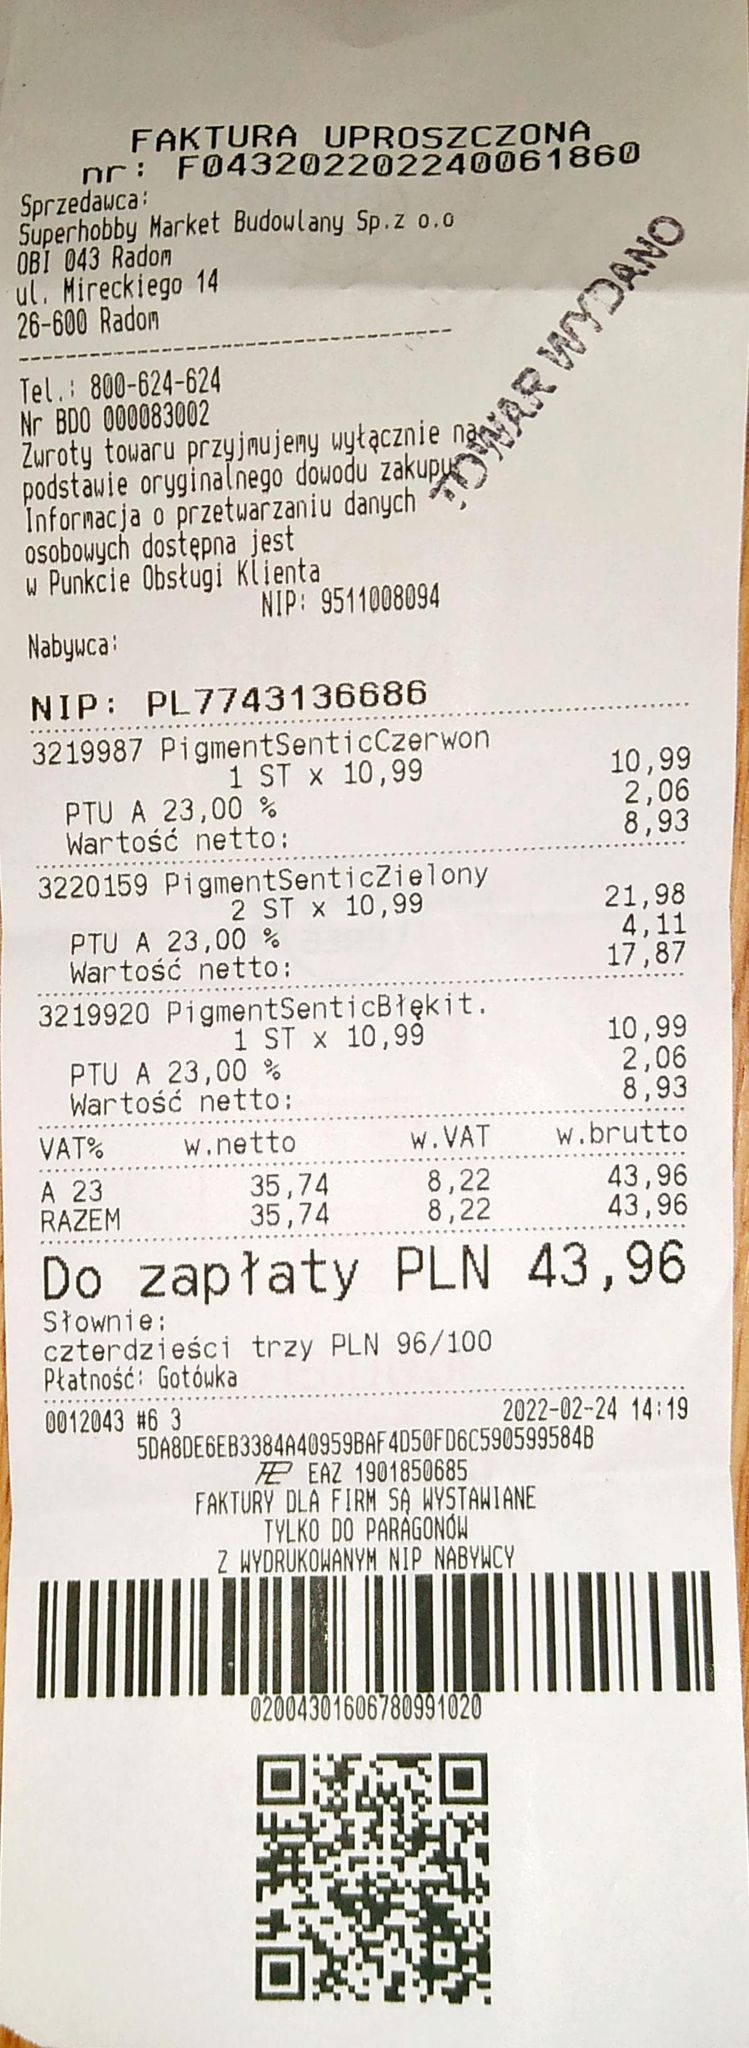 FAKTURA UPROSZCZONA
nr: F043202202240061860
Sprzedawca:
Superhobby Market Budowlany Sp.z o.o
OBI 043 Radom
ul. Mireckiego 14
26-600 Radom
TOWAR WYDANO
Tel.: 800-624-624
Nr BDO 000083002
Zwroty towaru przyjmujemy wyłącznie na
podstawie oryginalnego dowodu zakupu
Informacja o przetwarzaniu danych
osobowych dostępna jest
w Punkcie Obsługi Klienta
NIP: 9511008094
Nabywca:
NIP: PL7743136686
3219987 PigmentSenticCzerwon
1 ST x 10,99 10,99
PTU A 23,00 % 2,06
Wartość netto: 8,93
3220159 PigmentSenticZielony
2 ST x 10,99 21,98
PTU A 23,00 % 4,11
Wartość netto: 17,87
3219920 PigmentSenticBłękit.
1 ST x 10,99 10,99
PTU A 23,00 % 2,06
Wartość netto: 8,93
VAT% w.netto w.VAT w.brutto
A 23 35,74 8,22 43,96
RAZEM 35,74 8,22 43,96
Do zapłaty PLN 43,96
Słownie:
czterdzieści trzy PLN 96/100
Płatność: Gotówka
0012043 #6 3 2022-02-24 14:19
5DA8DE6EB3384A40959BAF4D50FD6C590599584B
EAZ 1901850685
FAKTURY DLA FIRM SĄ WYSTAWIANE
TYLKO DO PARAGONÓW
Z WYDRUKOWANYM NIP NABYWCY
02004301606780991020